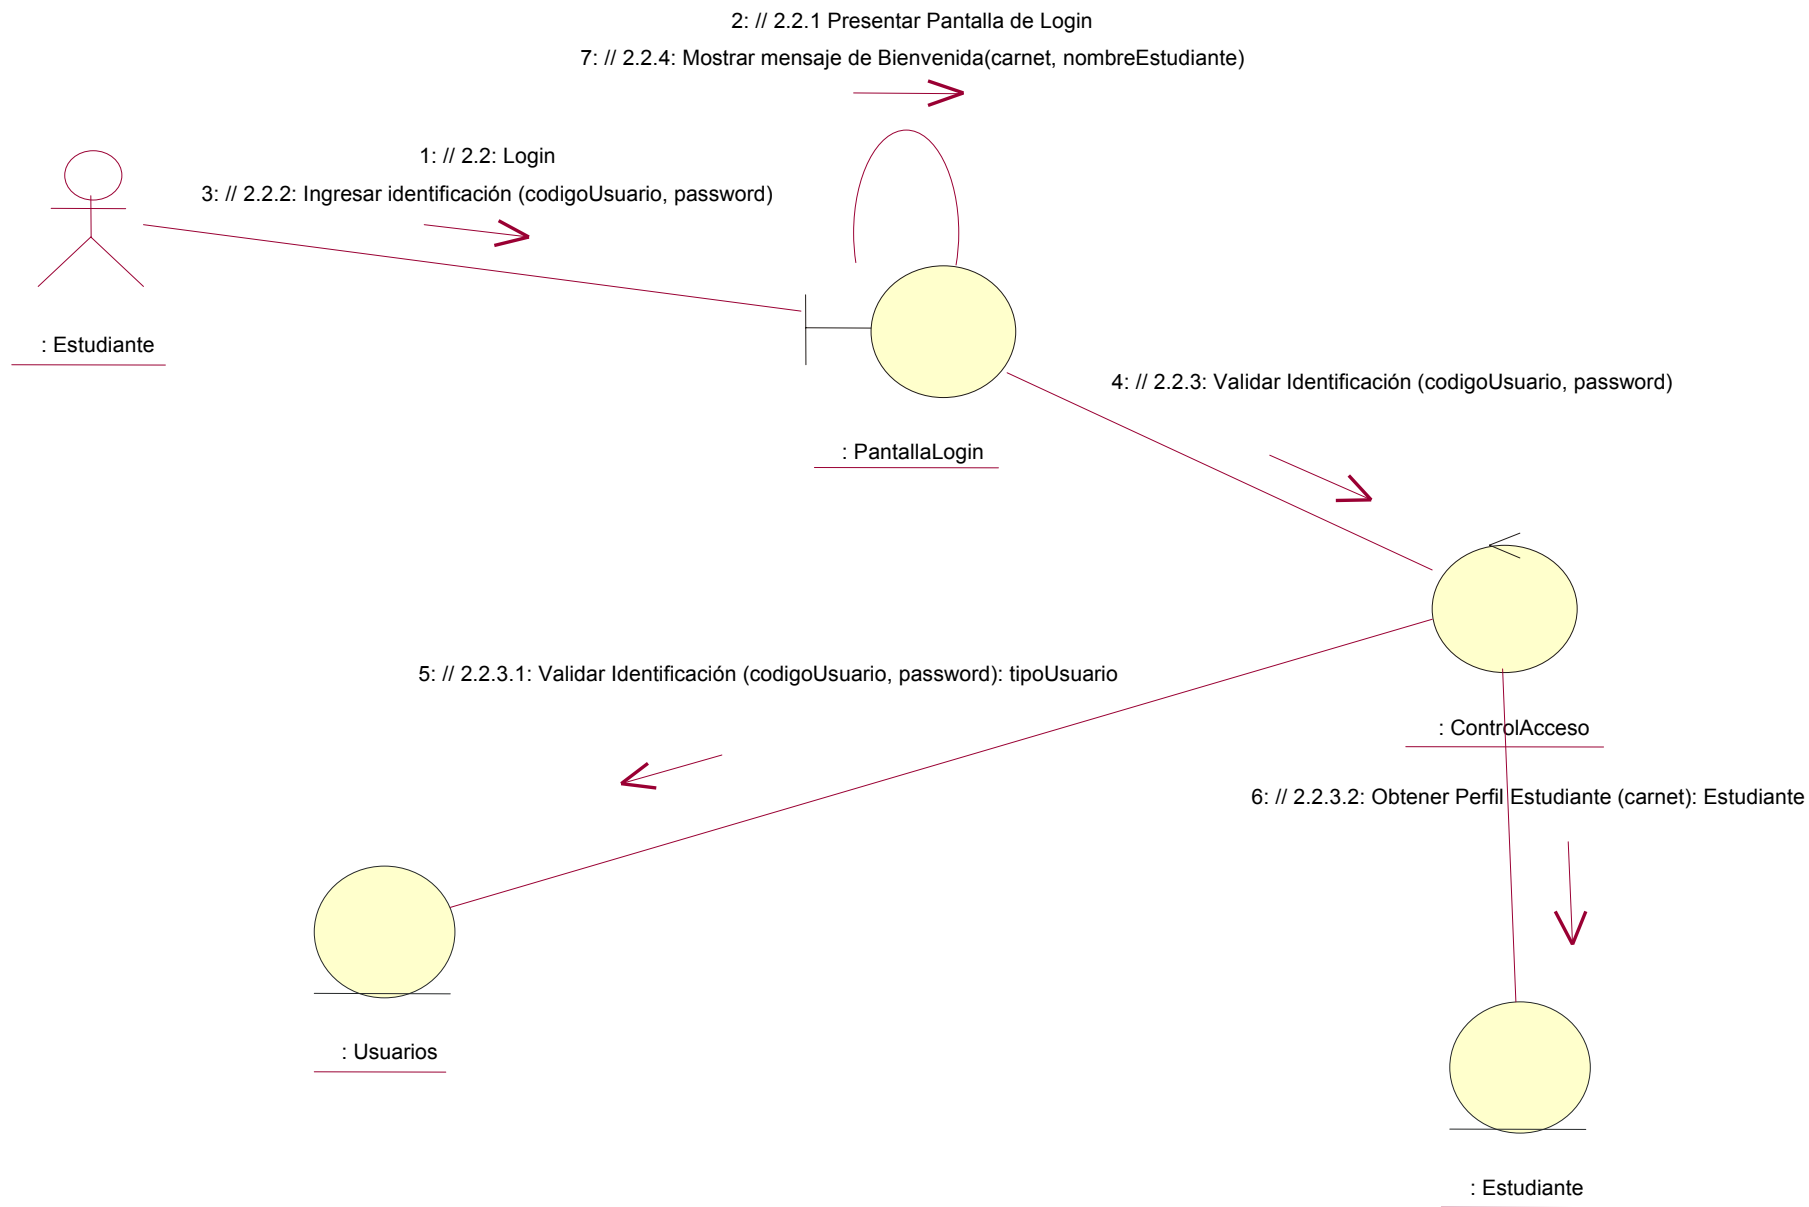 2: // 2.2.1 Presentar Pantalla de Login
7: // 2.2.4: Mostrar mensaje de Bienvenida(carnet, nombreEstudiante)
1: // 2.2: Login
3: // 2.2.2: Ingresar identificación (codigoUsuario, password)
: Estudiante
4: // 2.2.3: Validar Identificación (codigoUsuario, password)
: PantallaLogin
5: // 2.2.3.1: Validar Identificación (codigoUsuario, password): tipoUsuario
: ControlAcceso
6: // 2.2.3.2: Obtener Perfil Estudiante (carnet): Estudiante
: Usuarios
: Estudiante